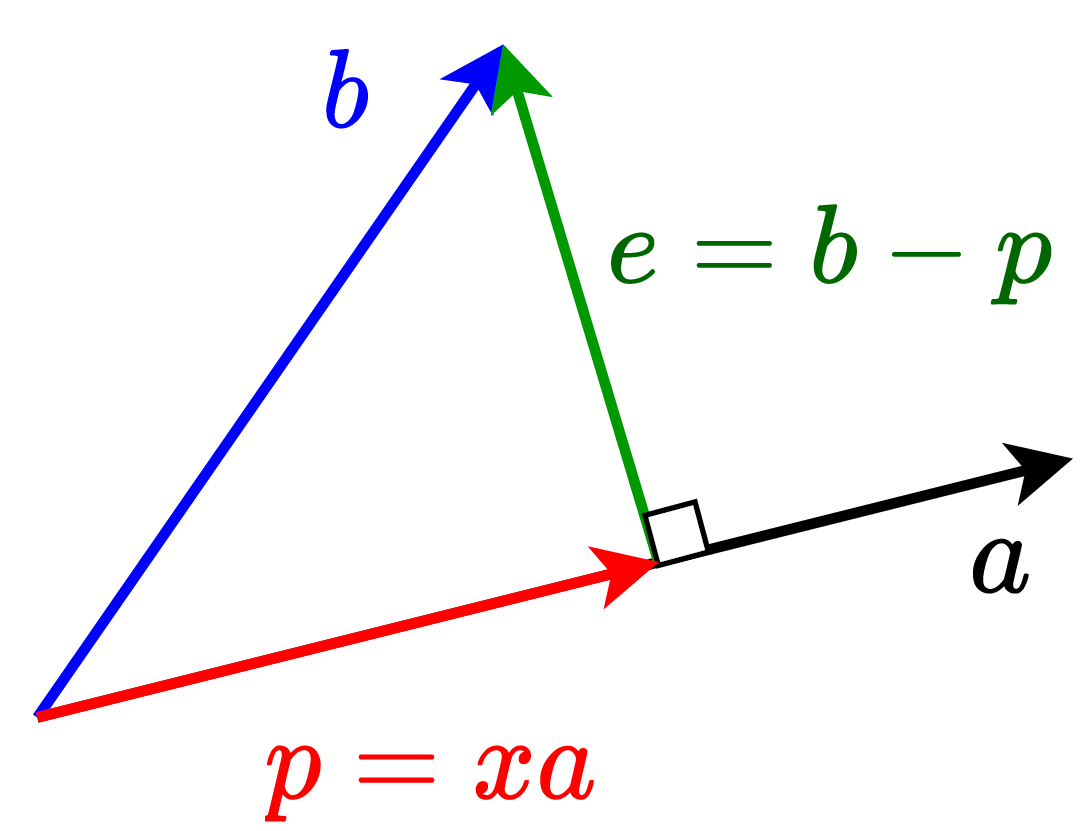 b
e = b − p
a
p = xa